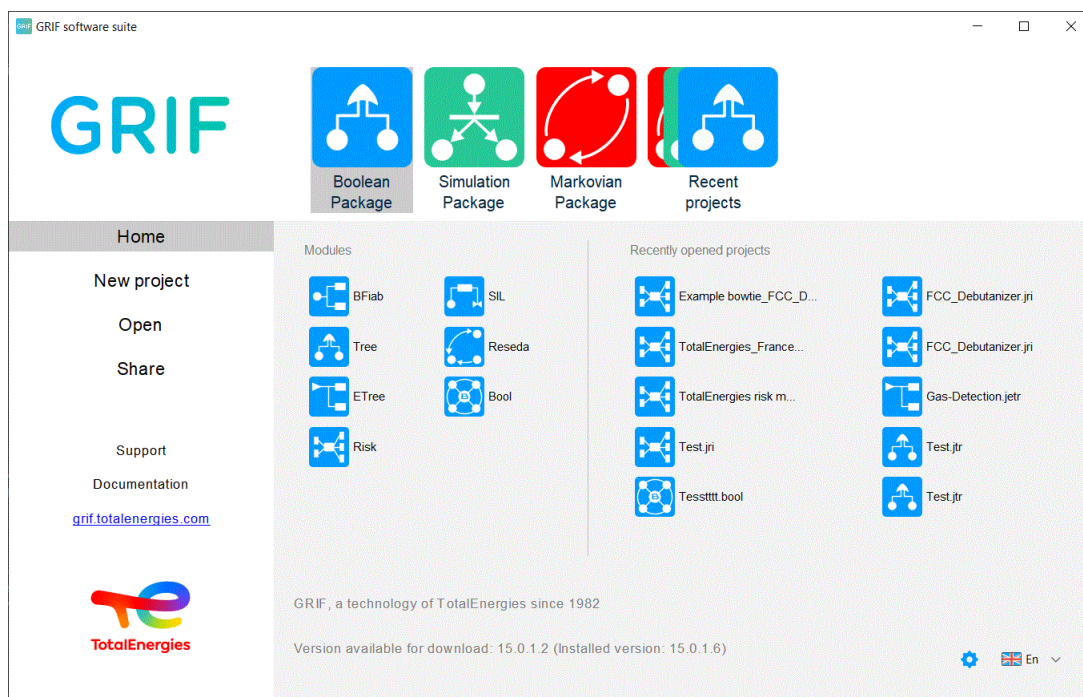 GRIF software suite
GRIF
Boolean
Package
Simulation
Package
Markovian
Package
Recent
projects
Home
New project
Open
Share
Support
Documentation
grif.totalenergies.com
TotalEnergies
Modules
BFiab
SIL
Tree
Reseda
ETree
B
Bool
Risk
Recently opened projects
Example bowtie_FCC_D...
FCC_Debutanizer.jri
TotalEnergies_France...
FCC_Debutanizer.jri
TotalEnergies risk m...
Gas-Detection.jetr
Test.jri
Test.jtr
B
Tesstttt.bool
Test.jtr
GRIF, a technology of TotalEnergies since 1982
Version available for download: 15.0.1.2 (Installed version: 15.0.1.6)
En